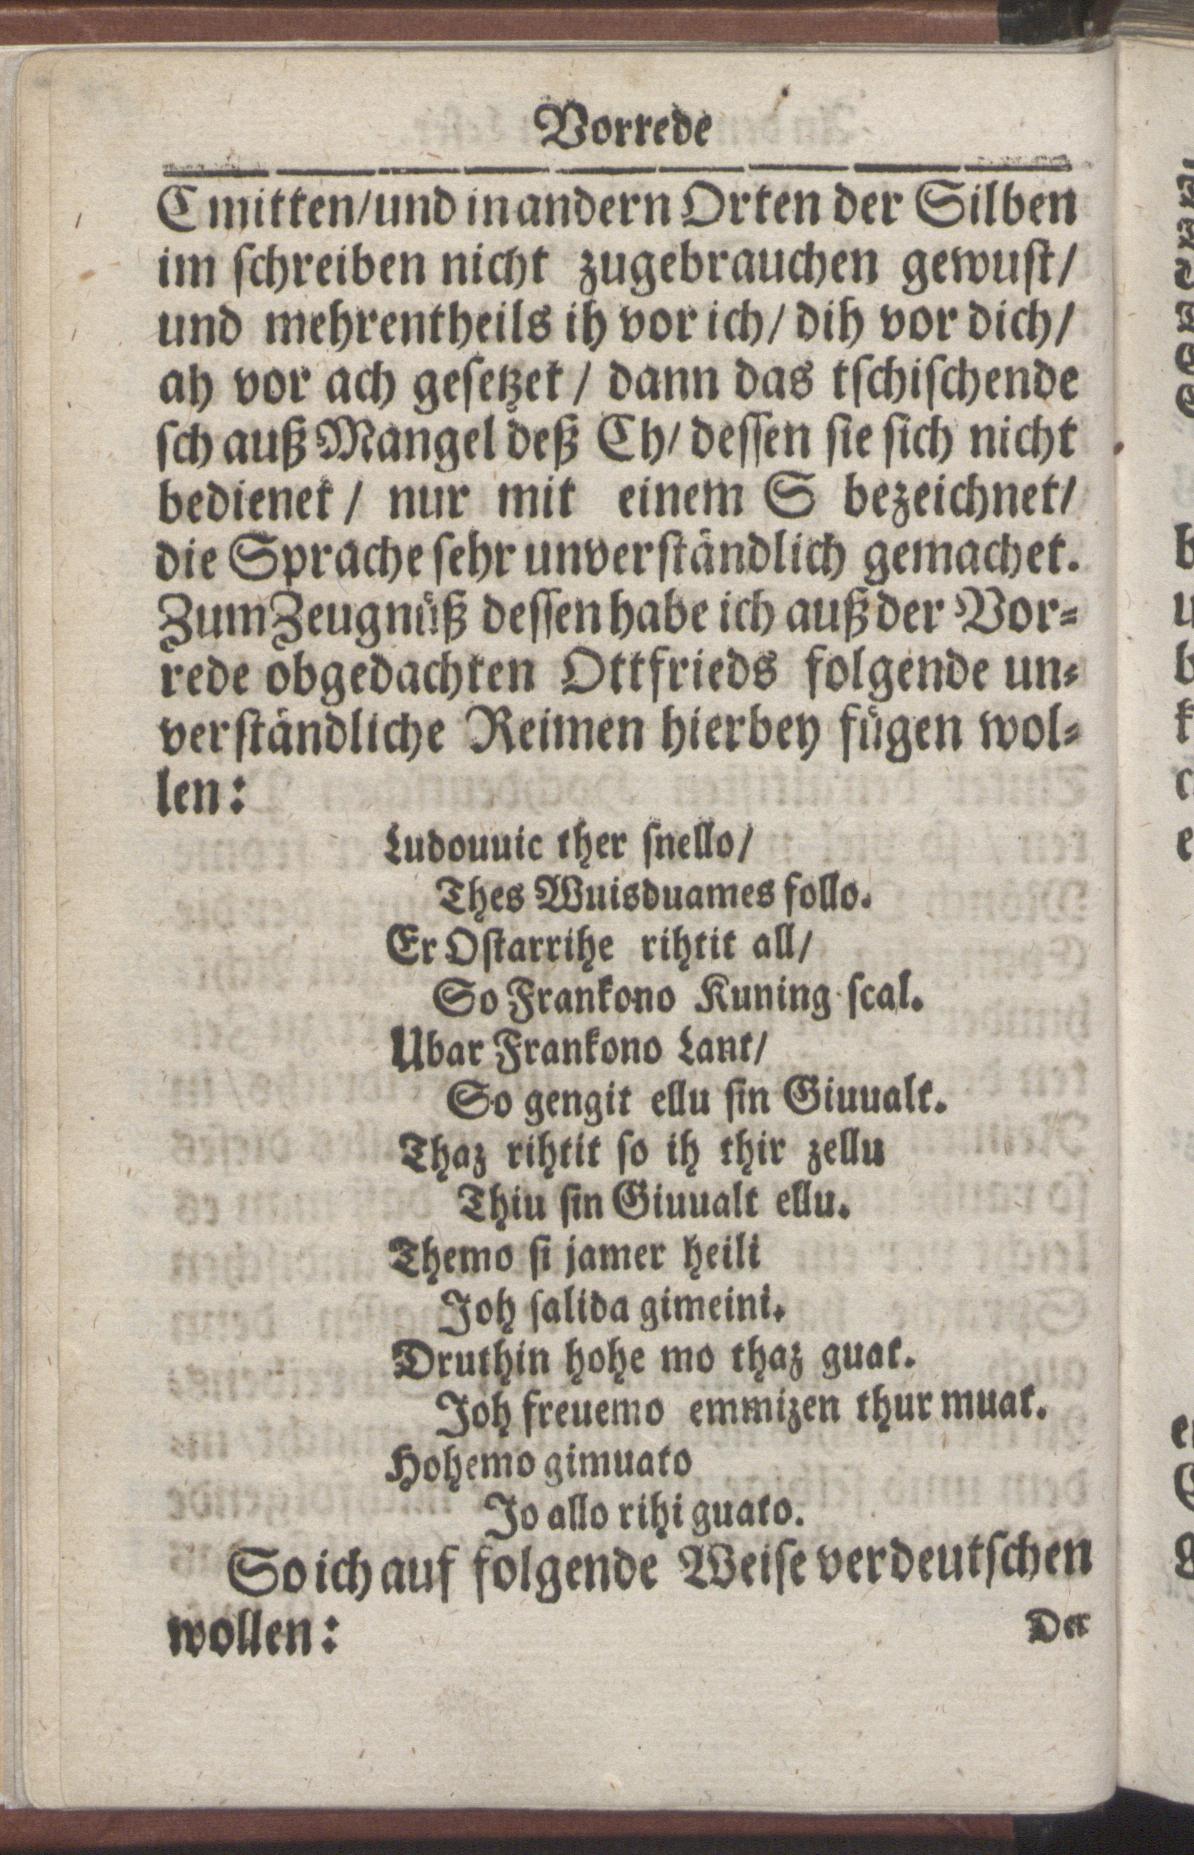 Vorrede
C mitten/und in andern Orten der Silben
im schreiben nicht zugebrauchen gewust/
und mehrentheils ih vor ich/ dih vor dich/
ah vor ach gesetzet/ dann das tschischende
sch auß Mangel deß Ch/ dessen sie sich nicht
bedienet/ nur mit einem S bezeichnet/
die Sprache sehr unverständlich gemachet.
Zum Zeugnüß dessen habe ich auß der Vor-
rede obgedachten Ottfrieds folgende un-
verständliche Reimen hierbey fügen wol-
len:
Ludouuic ther snello/
Thes Wuisduames follo.
Er Ostarrihe rihtit all/
So Frankono Kuning scal.
Ubar Frankono Lant/
So gengit ellu sin Giuualt.
Thaz rihtit so ih thir zellu
Thiu sin Giuualt ellu.
Themo si jamer heili
Joh salida gimeini.
Druthin hohe mo thaz guat.
Joh freuemo emmizen thur muat.
Hohemo gimuato
Jo allo rihi guato.
So ich auf folgende Weise verdeutschen
wollen:
Der